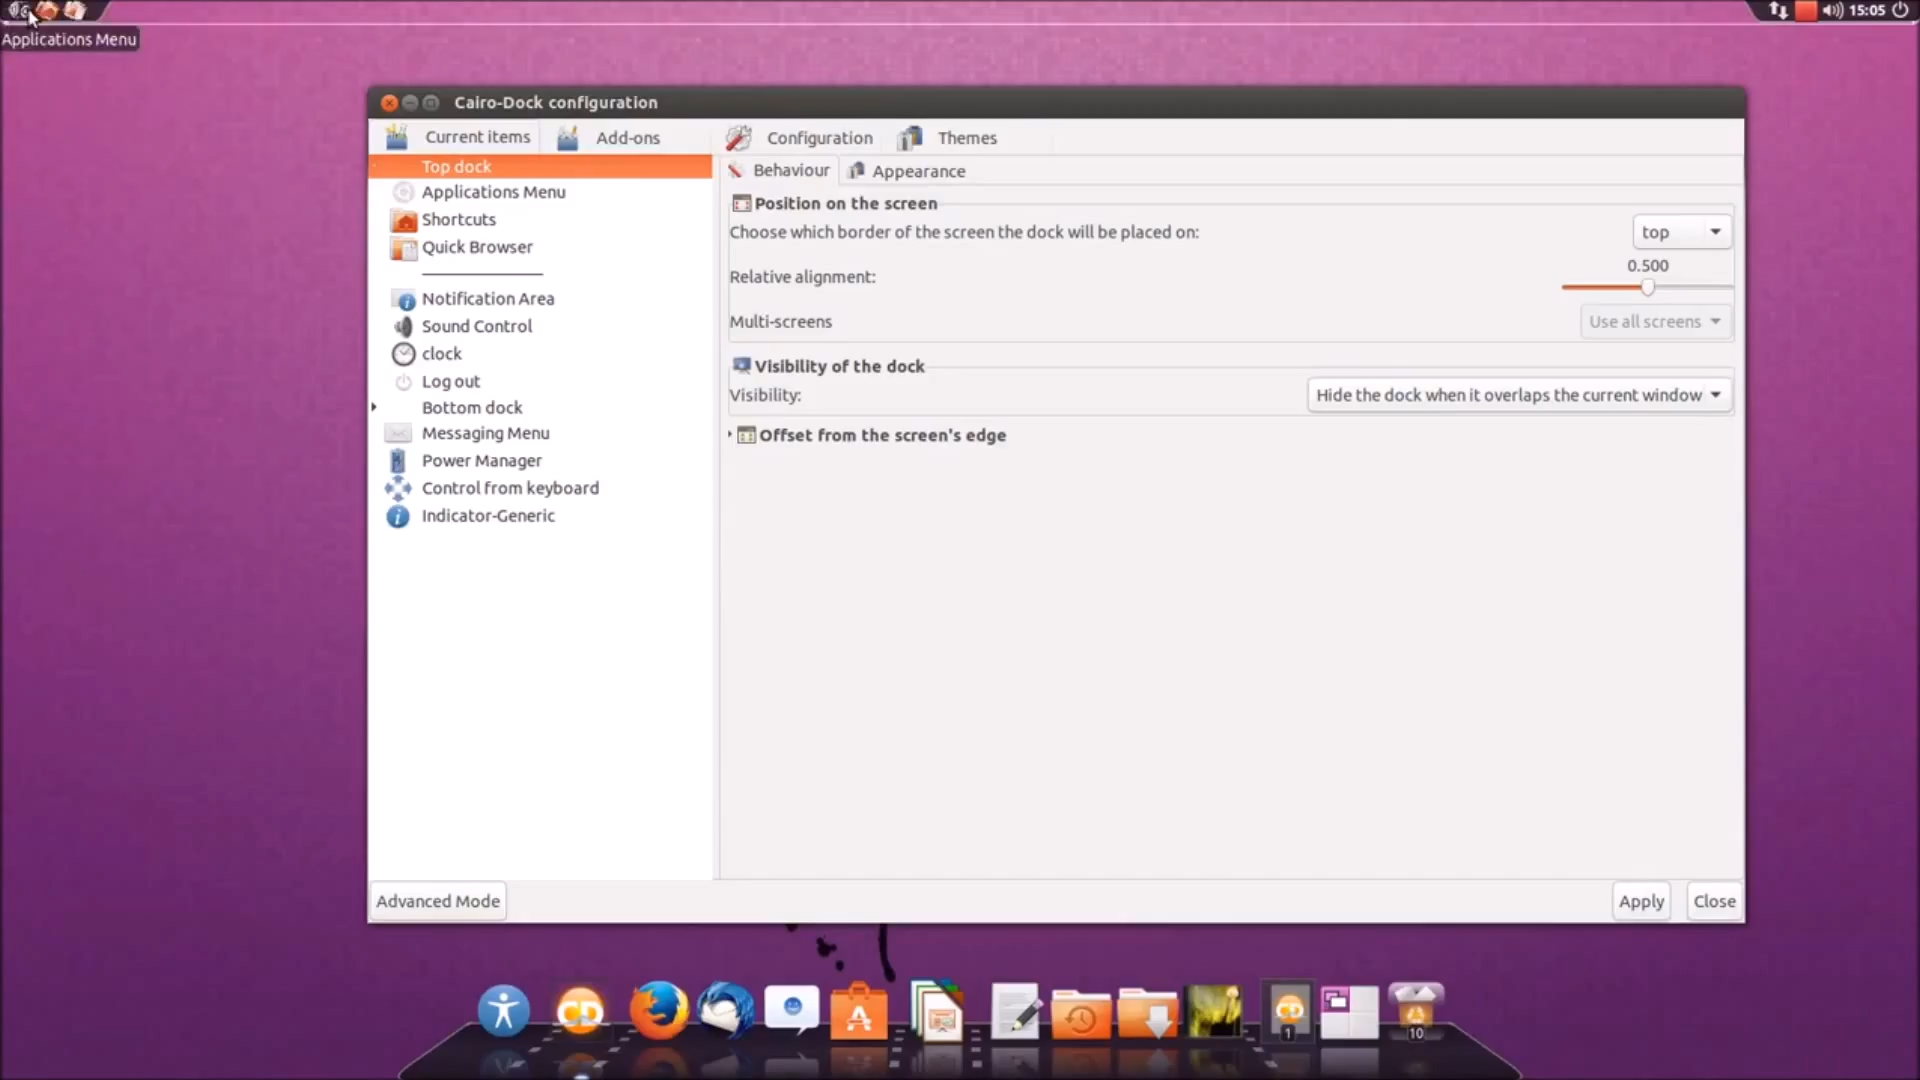 15:05
Applications Menu
Cairo-Dock configuration
Current items
Add-ons
Configuration
Themes
Top dock
Applications Menu
Shortcuts
Quick Browser
Notification Area
Sound Control
clock
Log out
Bottom dock
Messaging Menu
Power Manager
Control from keyboard
Indicator-Generic
Behaviour
Appearance
Position on the screen
Choose which border of the screen the dock will be placed on:
top
0.500
Relative alignment:
Multi-screens
Use all screens
Visibility of the dock
Visibility:
Hide the dock when it overlaps the current window
Offset from the screen's edge
Advanced Mode
Apply
Close
1
10